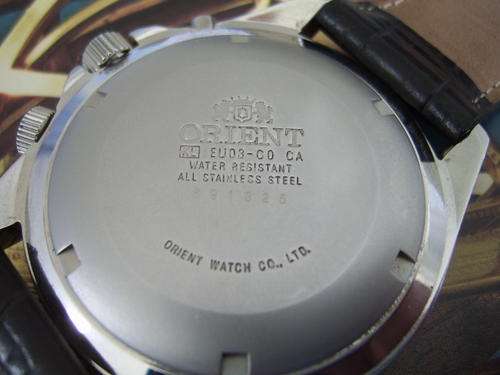 ORIENT
EU03-C0 CA
WATER RESISTANT
ALL STAINLESS STEEL
ORIENT WATCH CO., LTD.